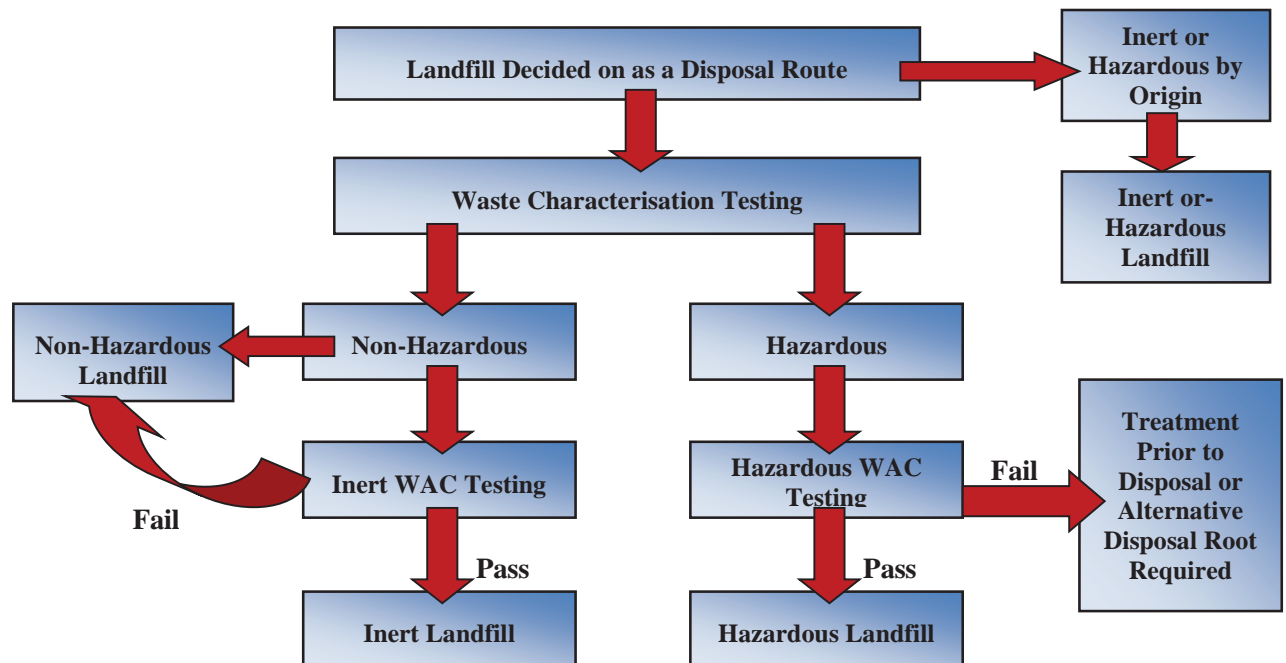 Landfill Decided on as a Disposal Route
Inert or
Hazardous by
Origin
Waste Characterisation Testing
Inert or-
Hazardous
Landfill
Non-Hazardous
Landfill
Non-Hazardous
Hazardous
Inert WAC Testing
Fail
Hazardous WAC
Testing
Fail
Treatment
Prior to
Disposal or
Alternative
Disposal Root
Required
Pass
Pass
Inert Landfill
Hazardous Landfill